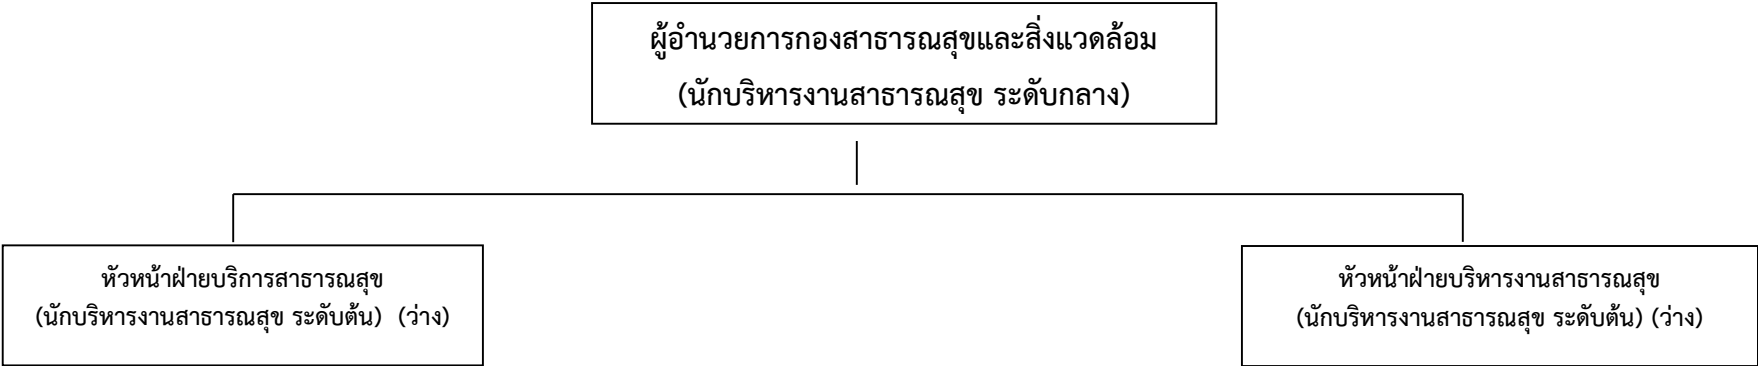 ผู้อำนวยการกองสาธารณสุขและสิ่งแวดล้อม
(นักบริหารงานสาธารณสุข ระดับกลาง)
หัวหน้าฝ่ายบริการสาธารณสุข
(นักบริหารงานสาธารณสุข ระดับต้น) (ว่าง)
หัวหน้าฝ่ายบริหารงานสาธารณสุข
(นักบริหารงานสาธารณสุข ระดับต้น) (ว่าง)